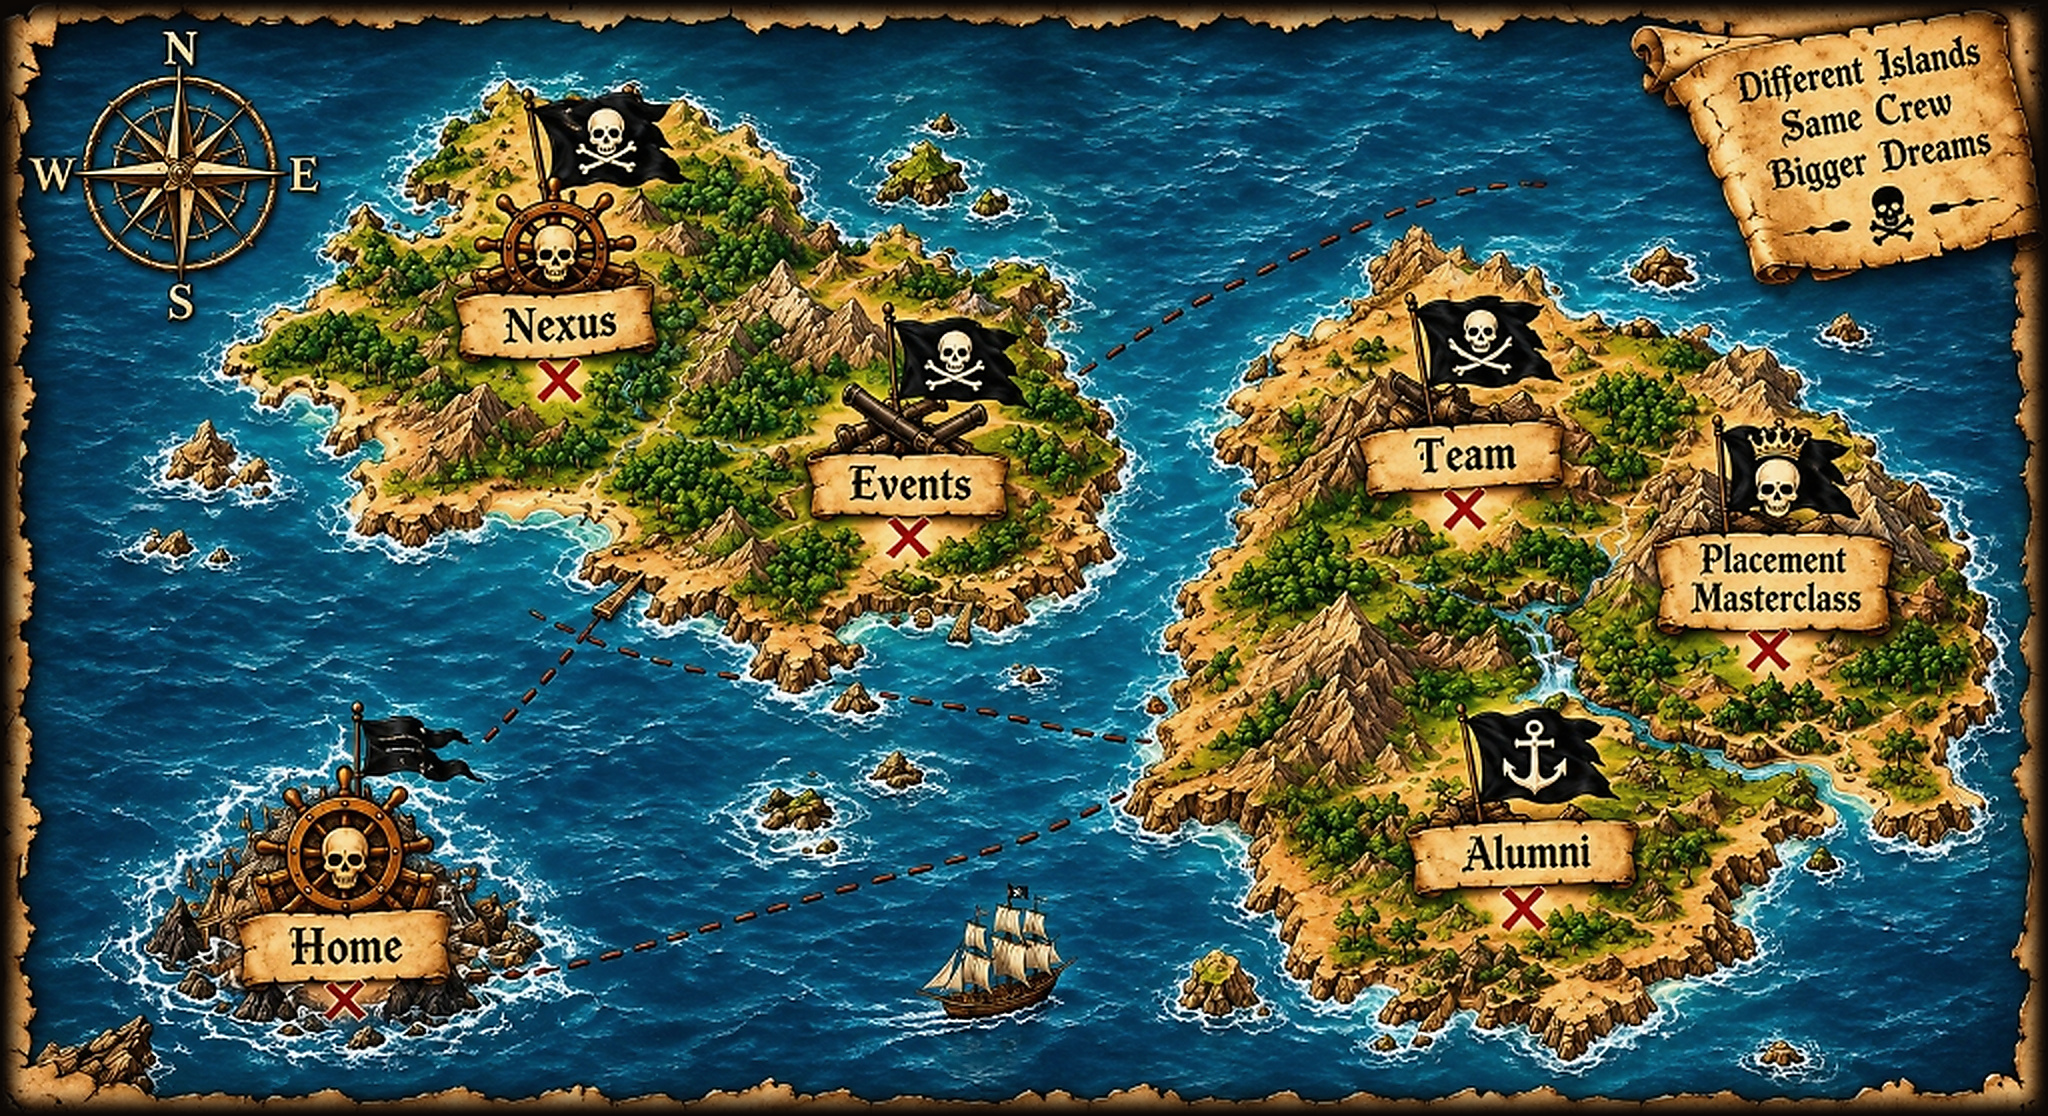 N
W
E
S
Different Islands
Same Crew
Bigger Dreams
Nexus
Events
Team
Placement
Masterclass
Alumni
Home